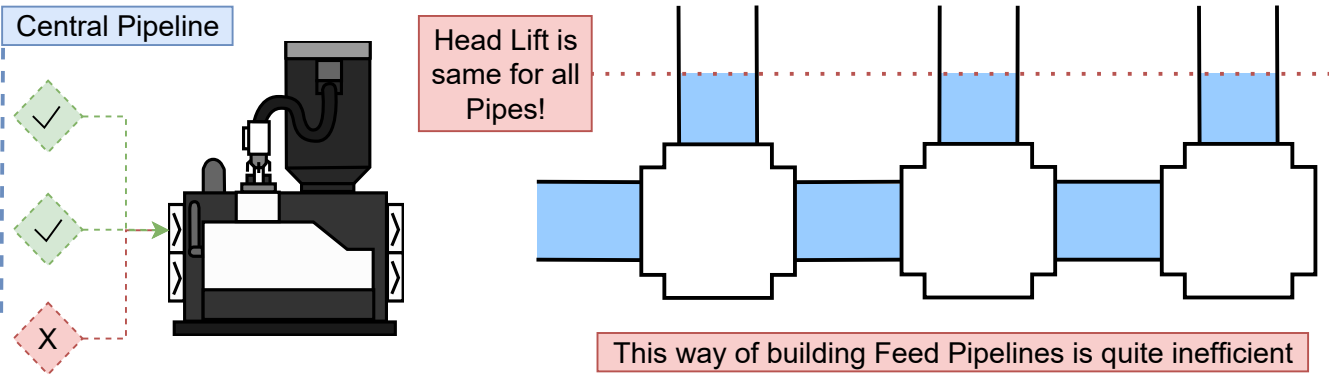 Central Pipeline
Head Lift is
same for all
Pipes!
X
This way of building Feed Pipelines is quite inefficient